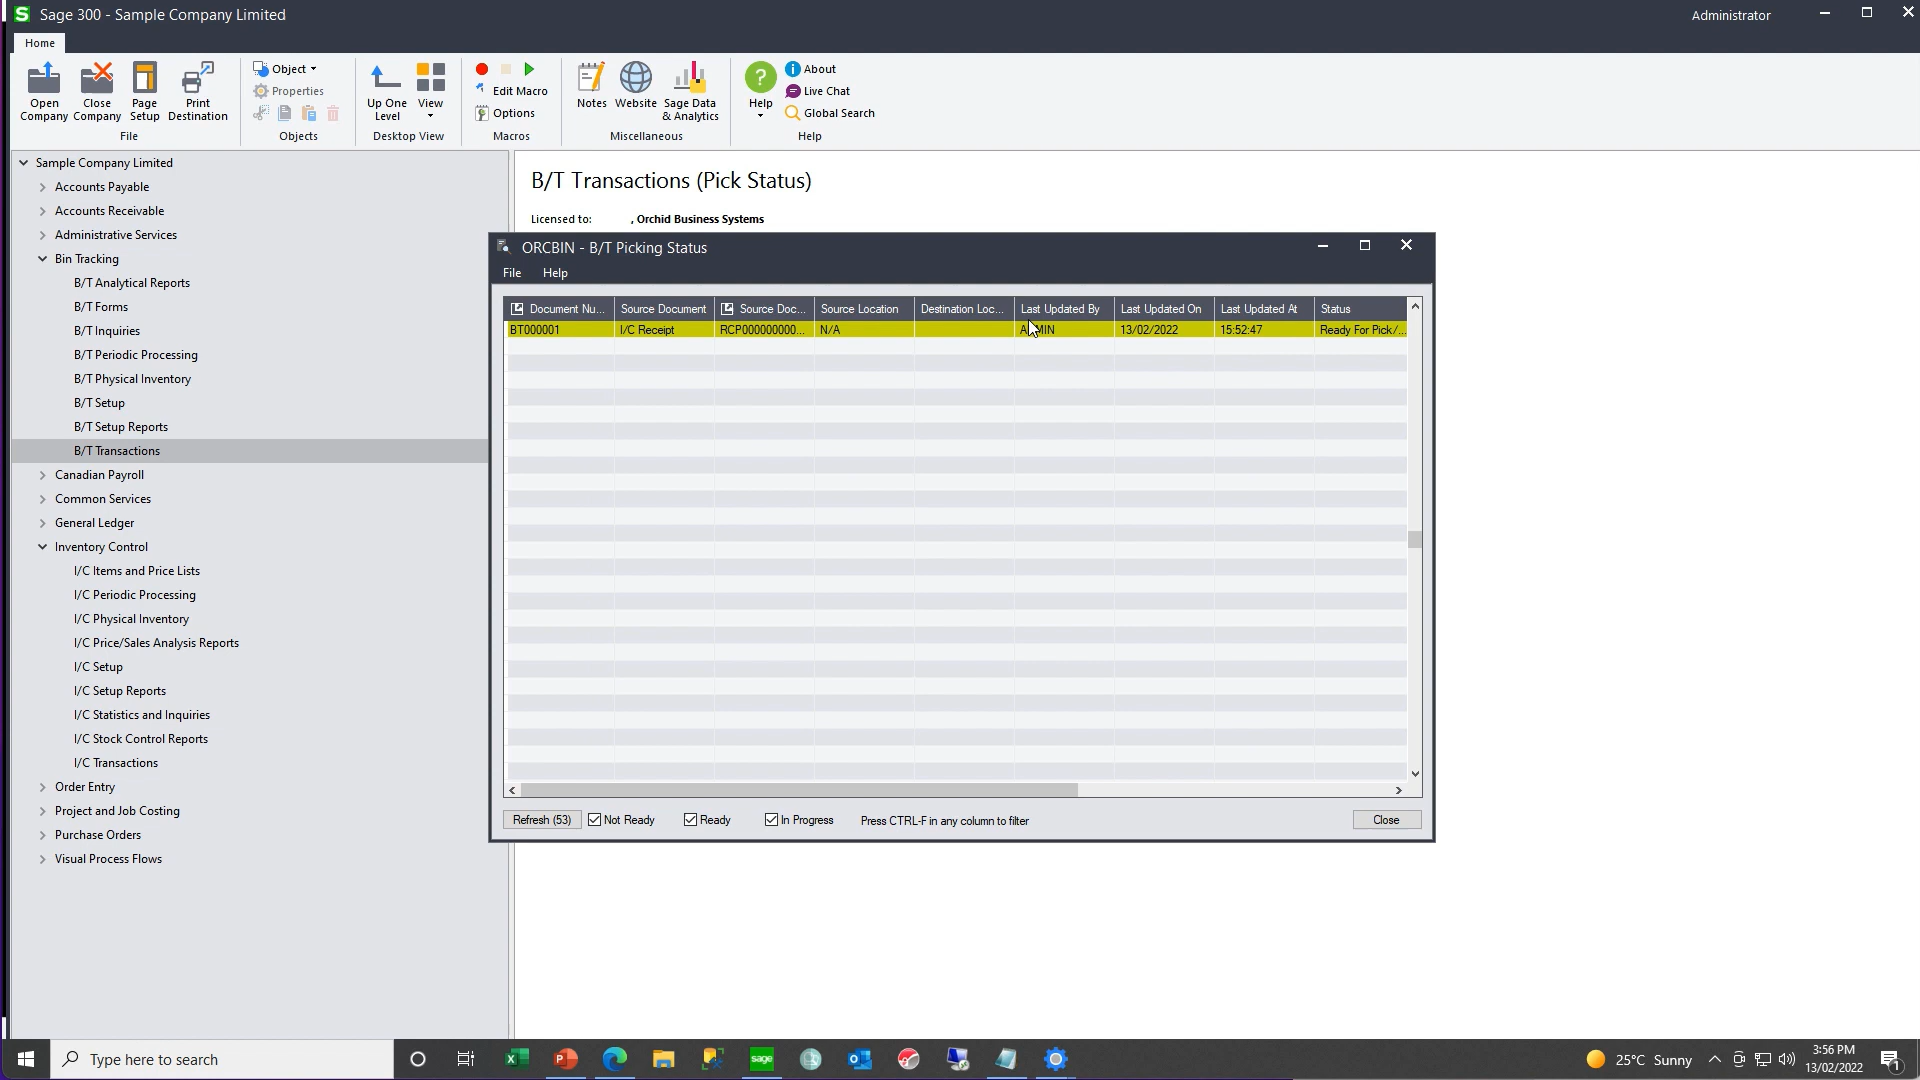 Sage 300 - Sample Company Limited
Administrator
Home
Open Company
Close Company
Page Setup
Print Destination
File
Object
Properties
Objects
Up One Level
View
Desktop View
Edit Macro
Options
Macros
Notes
Website
Sage Data & Analytics
Miscellaneous
Help
About
Live Chat
Global Search
Help
Sample Company Limited
Accounts Payable
Accounts Receivable
Administrative Services
Bin Tracking
B/T Analytical Reports
B/T Forms
B/T Inquiries
B/T Periodic Processing
B/T Physical Inventory
B/T Setup
B/T Setup Reports
B/T Transactions
Canadian Payroll
Common Services
General Ledger
Inventory Control
I/C Items and Price Lists
I/C Periodic Processing
I/C Physical Inventory
I/C Price/Sales Analysis Reports
I/C Setup
I/C Setup Reports
I/C Statistics and Inquiries
I/C Stock Control Reports
I/C Transactions
Order Entry
Project and Job Costing
Purchase Orders
Visual Process Flows
B/T Transactions (Pick Status)
Licensed to: , Orchid Business Systems
ORCBIN - B/T Picking Status
File Help
Document Nu... Source Document Source Doc... Source Location Destination Loc... Last Updated By Last Updated On Last Updated At Status
BT000001 I/C Receipt RCP000000000... N/A 13/02/2022 15:52:47 Ready For Pick/...
Refresh (53) Not Ready Ready In Progress Press CTRL-F in any column to filter Close
Type here to search
sage
25°C Sunny
3:56 PM
13/02/2022
1